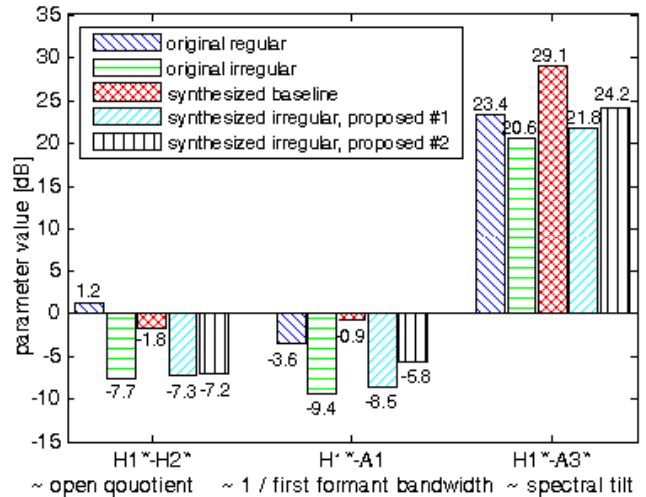 35
30
25
20
15
10
5
0
-5
-10
-15
parameter value [dB]
original regular
original irregular
synthesized baseline
synthesized irregular, proposed #1
synthesized irregular, proposed #2
1.2
-7.7
-1.8
-7.3
-7.2
-3.6
-9.4
-0.9
-8.5
-5.8
23.4
20.6
29.1
21.8
24.2
H1*-H2*
H1*-A1
H1*-A3*
~ open qquotient
~ 1 / first formant bandwidth
~ spectral tilt